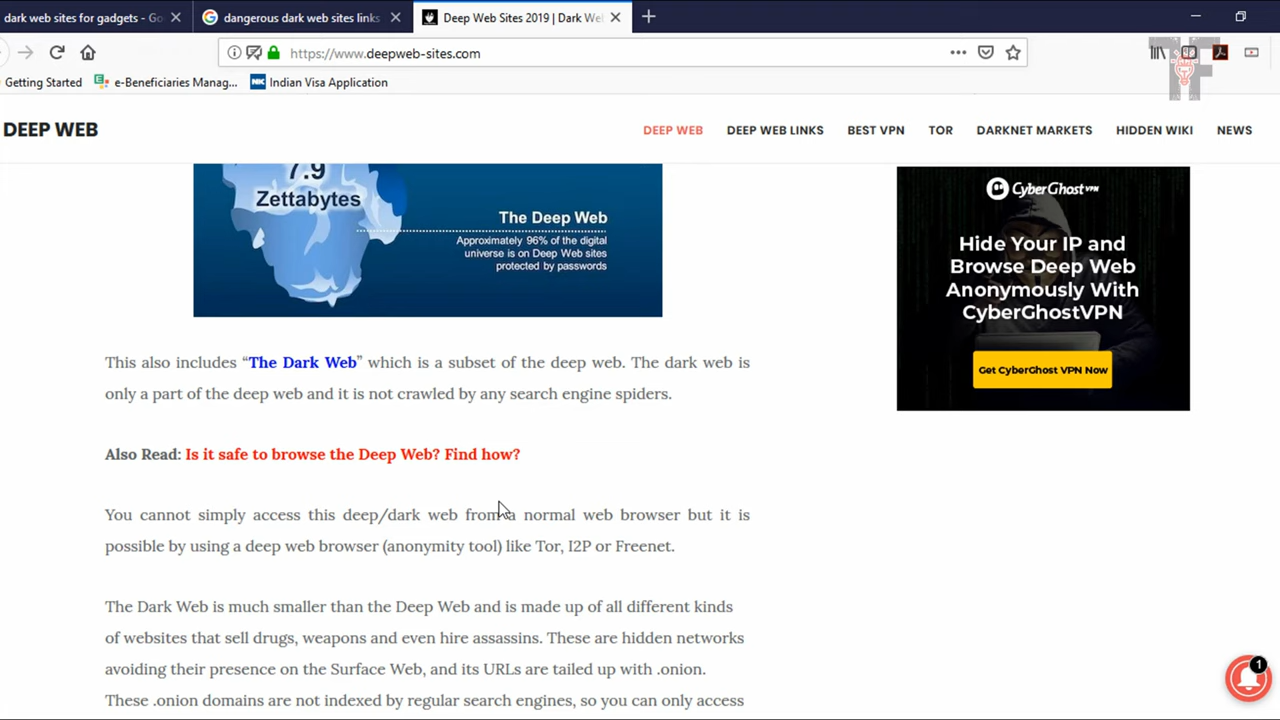 dark web sites for gadgets - Go
dangerous dark web sites links
Deep Web Sites 2019 | Dark We
https://www.deepweb-sites.com
Getting Started
e-Beneficiaries Manag...
NK
Indian Visa Application
DEEP WEB
DEEP WEB
DEEP WEB LINKS
BEST VPN
TOR
DARKNET MARKETS
HIDDEN WIKI
NEWS
7.9
Zettabytes
The Deep Web
Approximately 96% of the digital
universe is on Deep Web sites
protected by passwords
CyberGhost VPN
Hide Your IP and
Browse Deep Web
Anonymously With
CyberGhostVPN
Get CyberGhost VPN Now
This also includes “The Dark Web” which is a subset of the deep web. The dark web is
only a part of the deep web and it is not crawled by any search engine spiders.
Also Read: Is it safe to browse the Deep Web? Find how?
You cannot simply access this deep/dark web from a normal web browser but it is
possible by using a deep web browser (anonymity tool) like Tor, I2P or Freenet.
The Dark Web is much smaller than the Deep Web and is made up of all different kinds
of websites that sell drugs, weapons and even hire assassins. These are hidden networks
avoiding their presence on the Surface Web, and its URLs are tailed up with .onion.
These .onion domains are not indexed by regular search engines, so you can only access
1